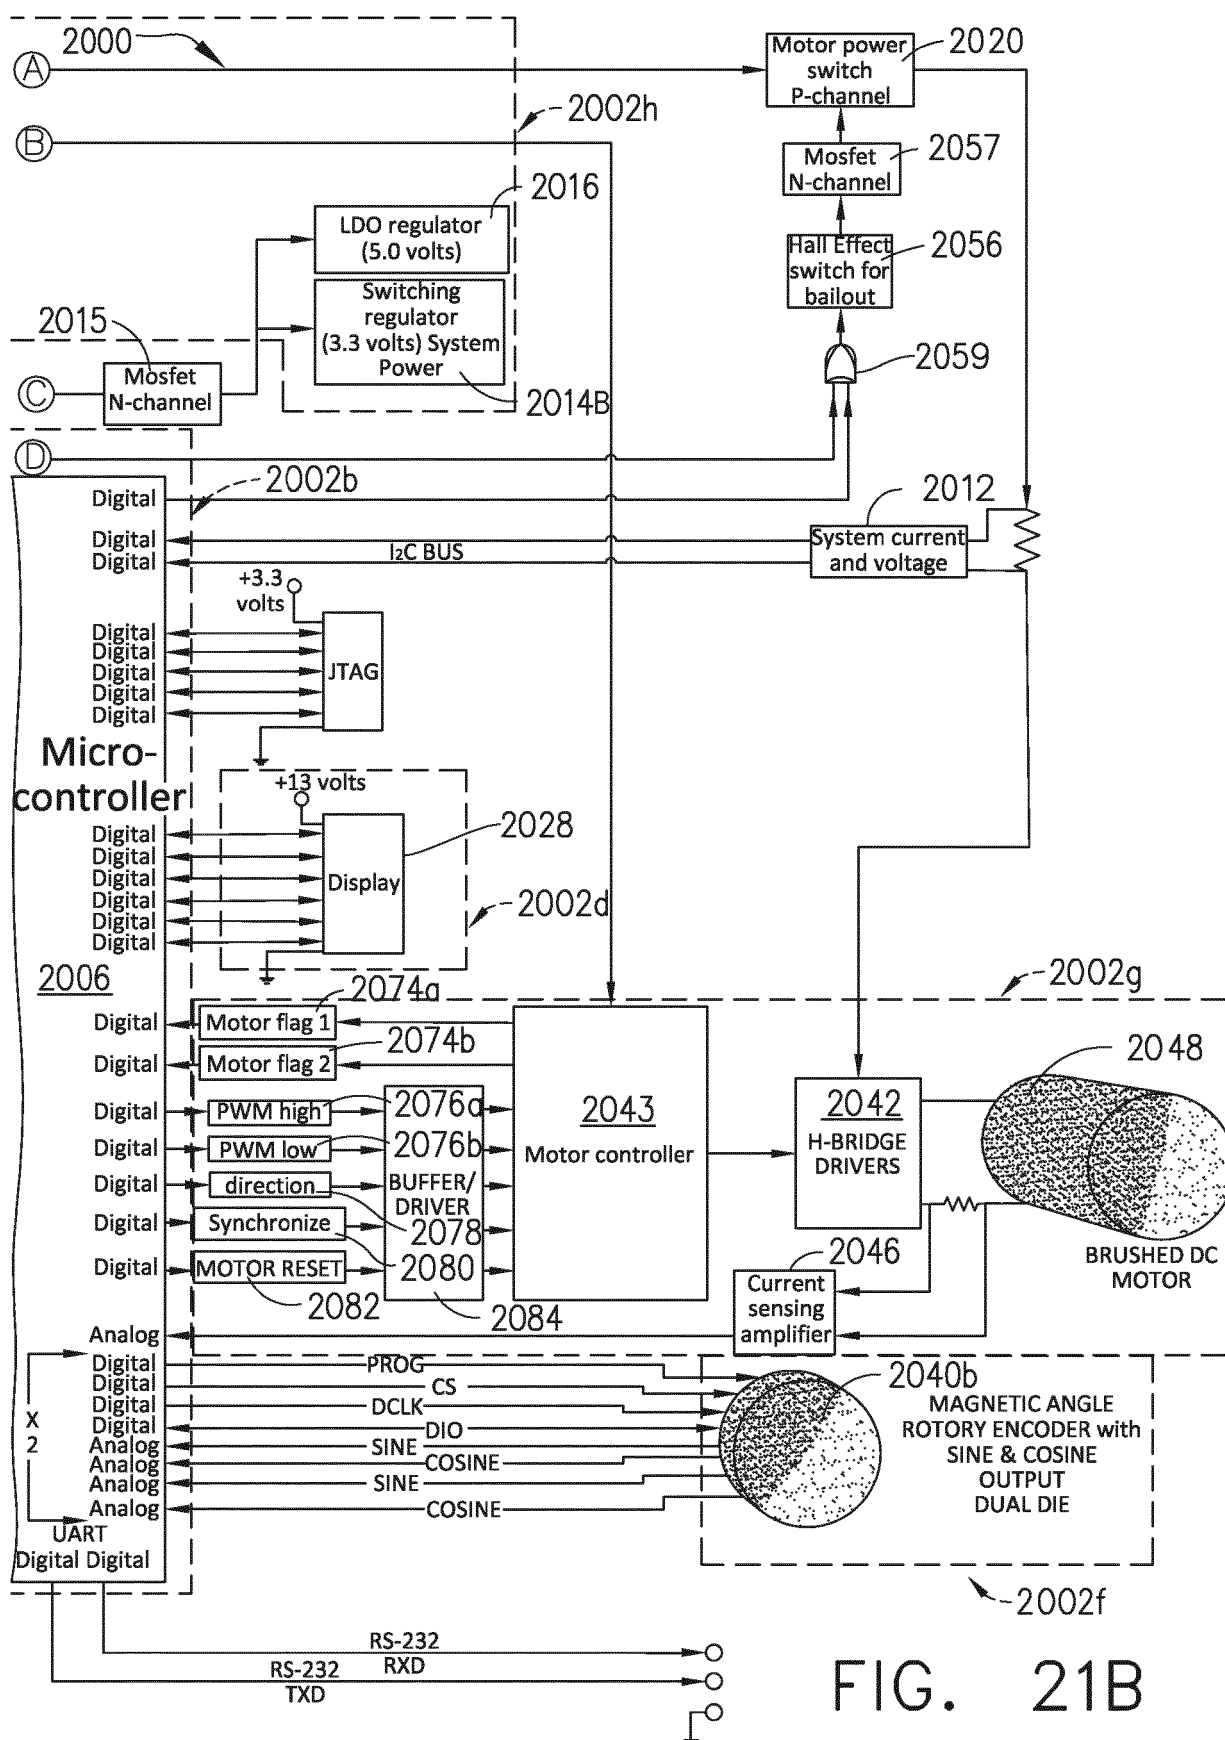 2000
A
Motor power
switch
P-channel
2020
2002h
B
Mosfet
N-channel
2057
2016
LDO regulator
(5.0 volts)
Hall Effect
switch for
bailout
2056
Switching
regulator
(3.3 volts) System
Power
2015
Mosfet
N-channel
C
2014B
2059
D
2002b
Digital
2012
Digital
Digital
I2C BUS
System current
and voltage
+3.3
volts
Digital
Digital
Digital
Digital
Digital
JTAG
Micro-
controller
+13 volts
2028
Digital
Digital
Digital
Digital
Digital
Digital
Display
2002d
2006
2002g
2074a
Digital
Motor flag 1
2074b
Digital
Motor flag 2
2048
Digital
PWM high
2076a
2043
Motor controller
2042
H-BRIDGE
DRIVERS
Digital
PWM low
2076b
Digital
direction
BUFFER/
DRIVER
2078
Digital
Synchronize
2080
Digital
MOTOR RESET
2082
2084
2046
Current
sensing
amplifier
BRUSHED DC
MOTOR
Analog
Digital
PROG
Digital
CS
Digital
DCLK
Digital
DIO
Analog
SINE
Analog
COSINE
Analog
SINE
Analog
COSINE
X
2
2040b
MAGNETIC ANGLE
ROTORY ENCODER with
SINE & COSINE
OUTPUT
DUAL DIE
UART
Digital Digital
2002f
RS-232
RXD
RS-232
TXD
FIG. 21B